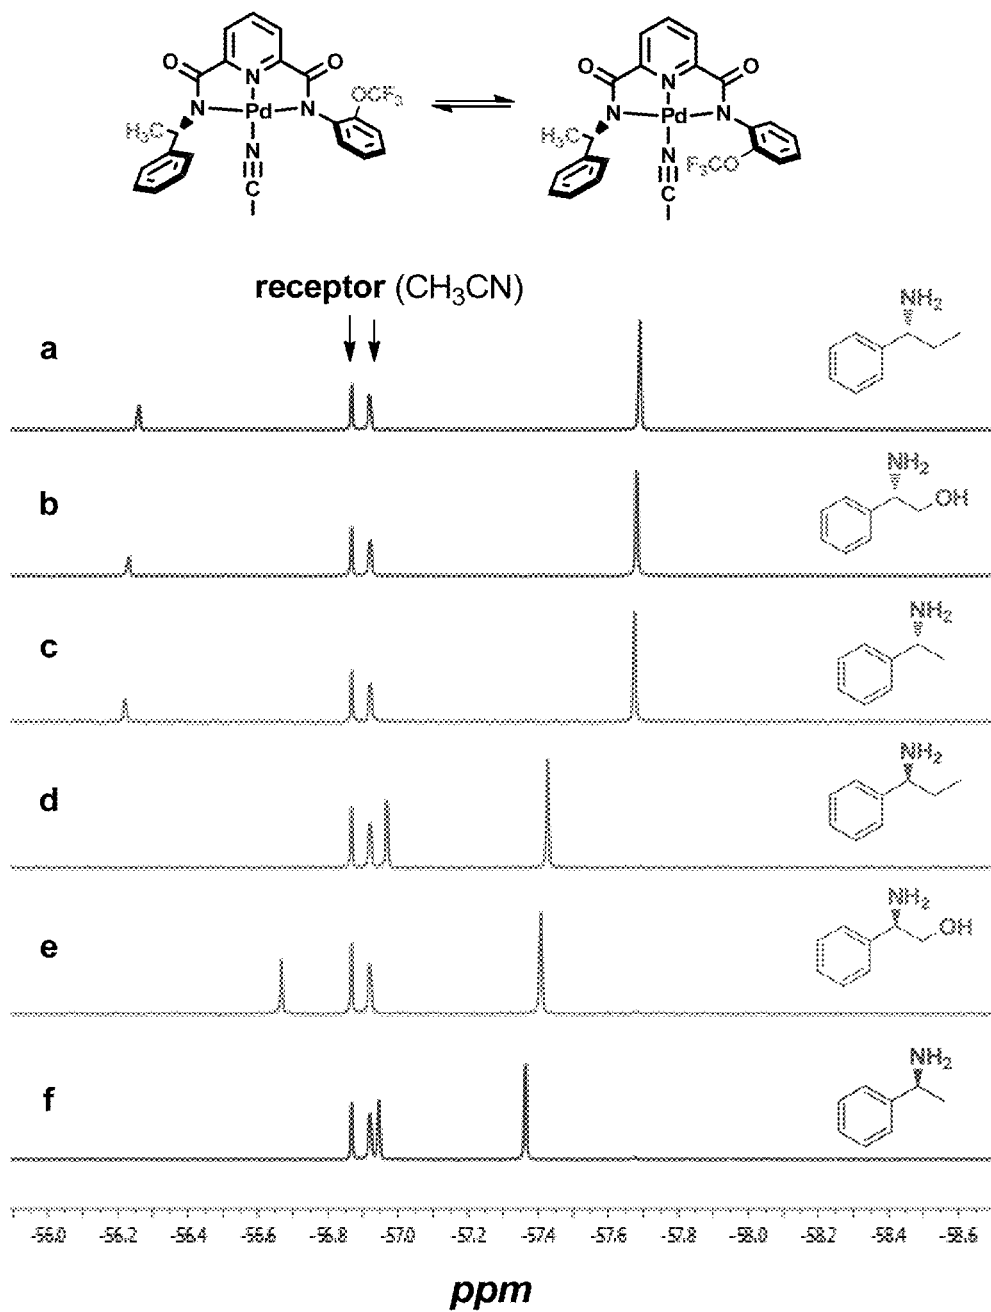 O N O
N Pd N OCF₃
H₃C N
C
O N O
N Pd N
H₃C N F₃CO
C
receptor (CH₃CN)
a NH₂
b NH₂ OH
c NH₂
d NH₂
e NH₂ OH
f NH₂
-56.0 -56.2 -56.4 -56.6 -56.8 -57.0 -57.2 -57.4 -57.6 -57.8 -58.0 -58.2 -58.4 -58.6
ppm